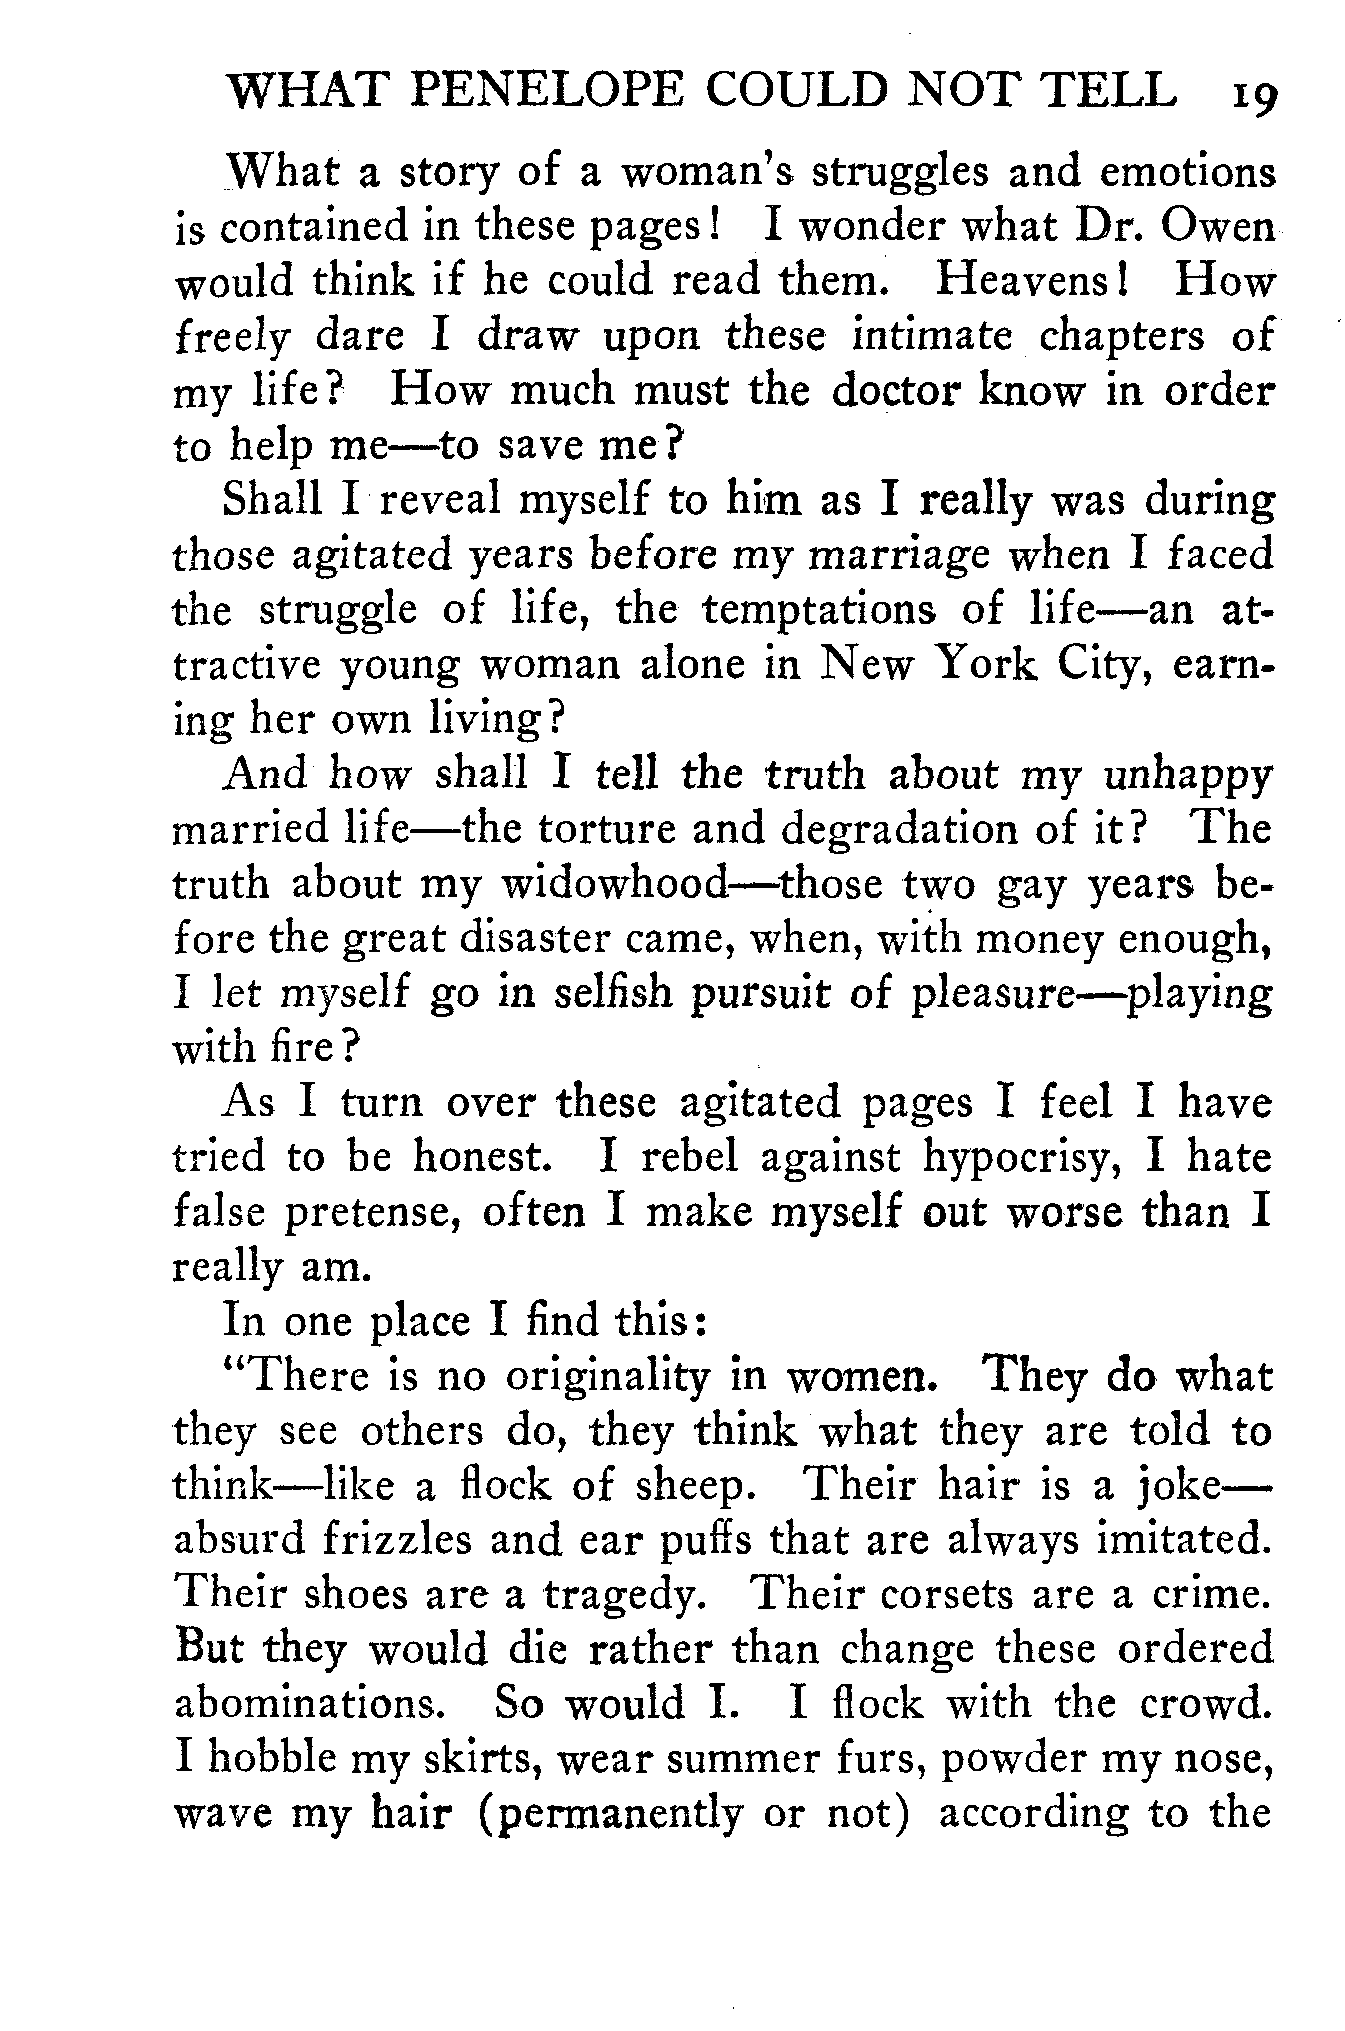 WHAT PENELOPE COULD NOT TELL 19
What a story of a woman's struggles and emotions
is contained in these pages! I wonder what Dr. Owen
would think if he could read them. Heavens! How
freely dare I draw upon these intimate chapters of
my life? How much must the doctor know in order
to help me—to save me?
Shall I reveal myself to him as I really was during
those agitated years before my marriage when I faced
the struggle of life, the temptations of life—an at-
tractive young woman alone in New York City, earn-
ing her own living?
And how shall I tell the truth about my unhappy
married life—the torture and degradation of it? The
truth about my widowhood—those two gay years be-
fore the great disaster came, when, with money enough,
I let myself go in selfish pursuit of pleasure—playing
with fire?
As I turn over these agitated pages I feel I have
tried to be honest. I rebel against hypocrisy, I hate
false pretense, often I make myself out worse than I
really am.
In one place I find this:
"There is no originality in women. They do what
they see others do, they think what they are told to
think—like a flock of sheep. Their hair is a joke—
absurd frizzles and ear puffs that are always imitated.
Their shoes are a tragedy. Their corsets are a crime.
But they would die rather than change these ordered
abominations. So would I. I flock with the crowd.
I hobble my skirts, wear summer furs, powder my nose,
wave my hair (permanently or not) according to the